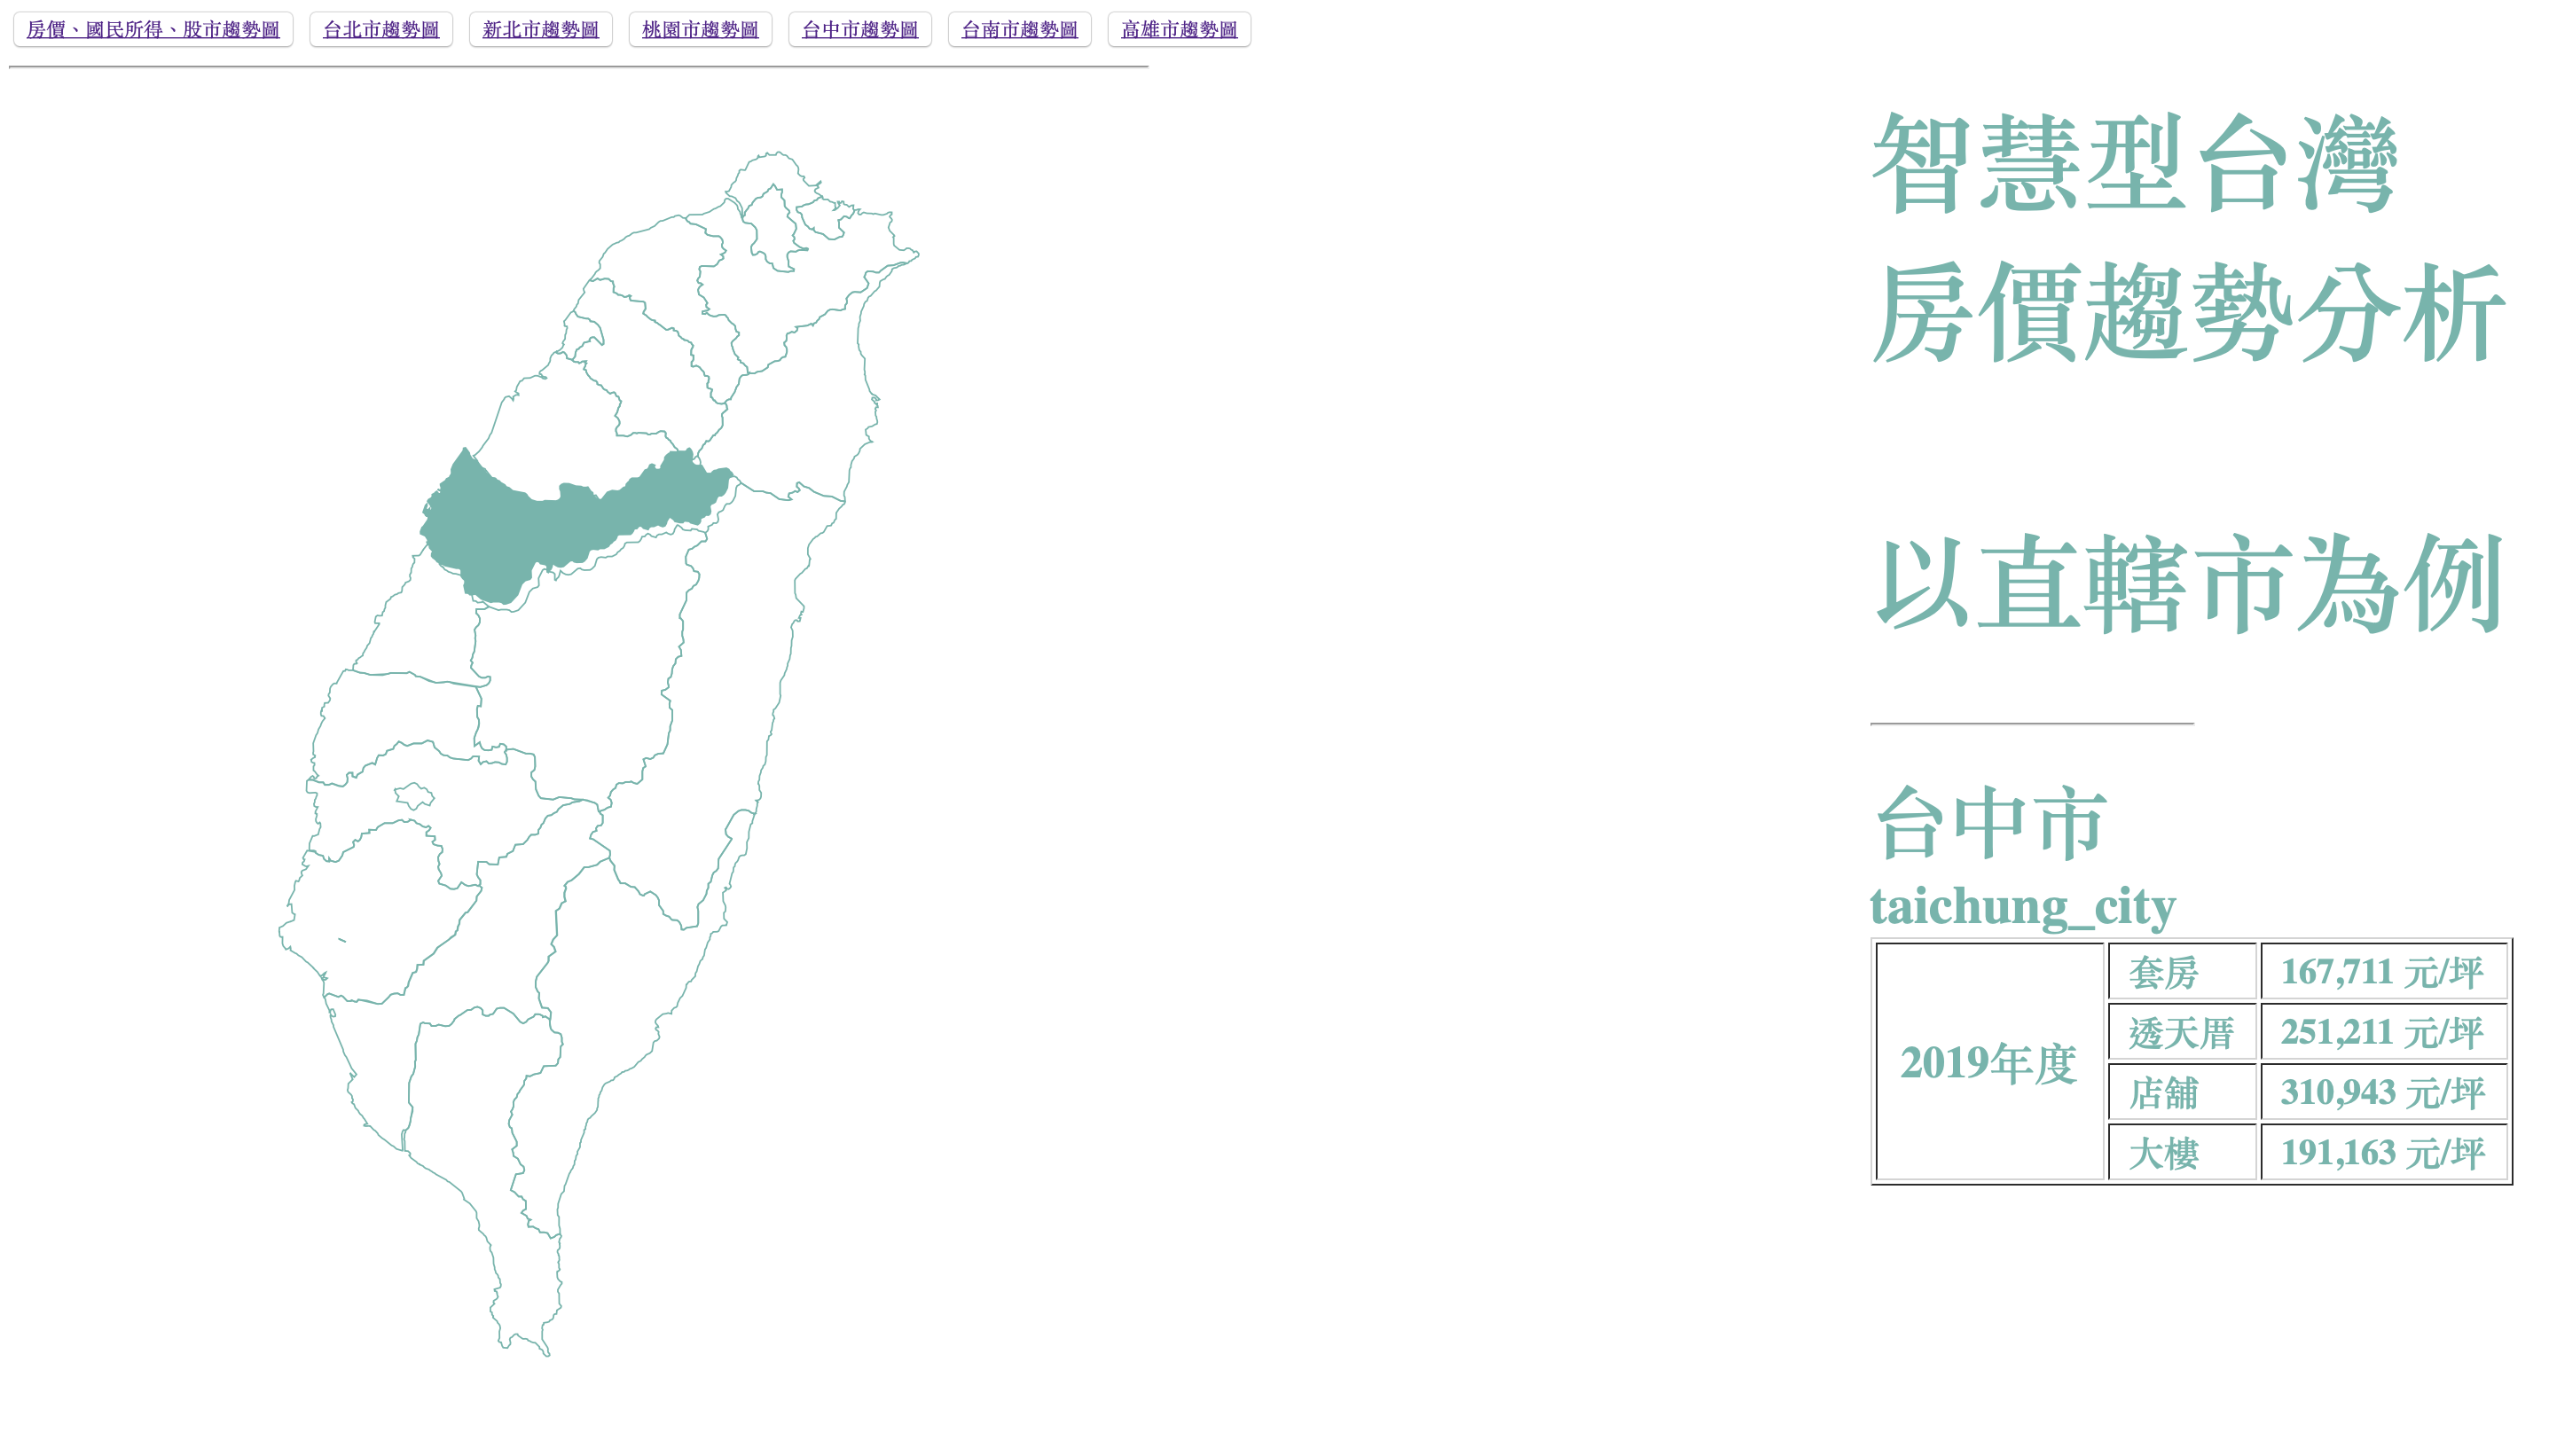 房價、國民所得、股市趨勢圖 台北市趨勢圖 新北市趨勢圖 桃園市趨勢圖 台中市趨勢圖 台南市趨勢圖 高雄市趨勢圖
智慧型台灣
房價趨勢分析
以直轄市為例
台中市
taichung_city
2019年度
套房 167,711 元/坪
透天厝 251,211 元/坪
店舖 310,943 元/坪
大樓 191,163 元/坪